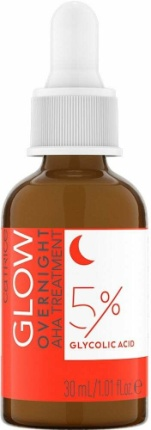 CATRICE
GLOW
OVERNIGHT
AHA TREATMENT
5%
GLYCOLIC ACID
30 ml/1.01 fl.oz.e